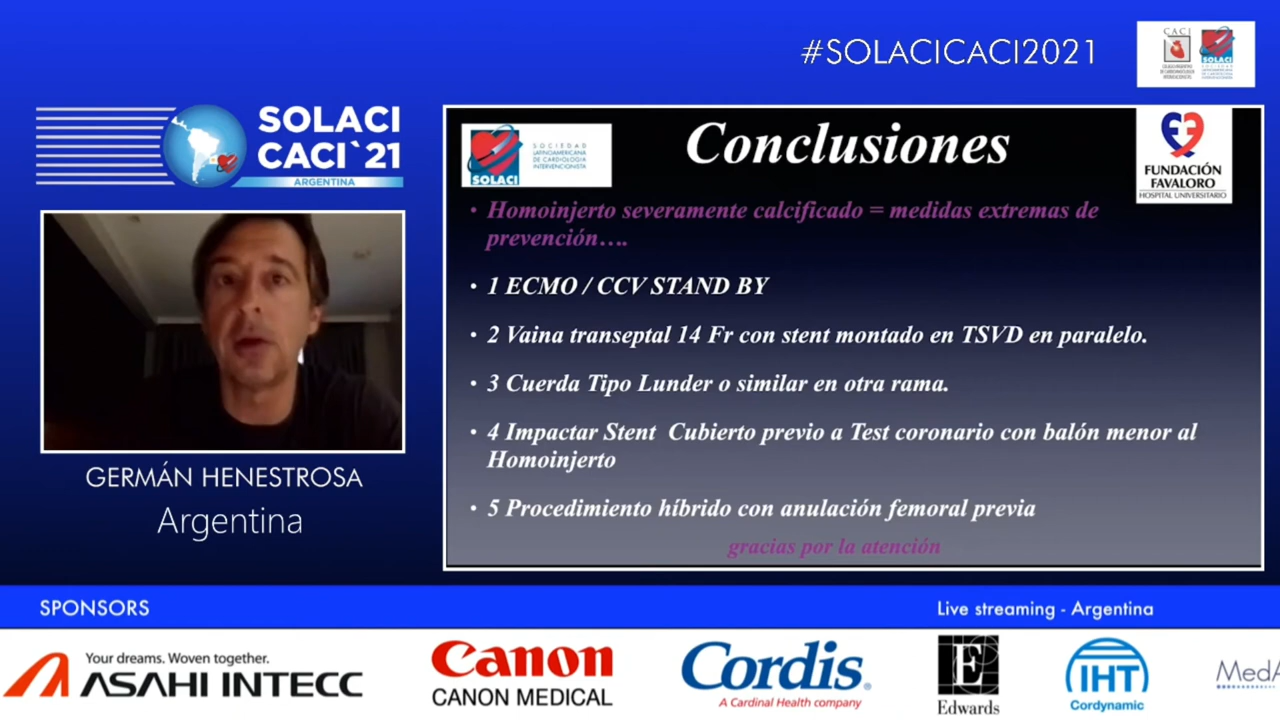 #SOLACICACI2021
CACI
SOLACI
SOLACI
CACI`21
ARGENTINA
SOLACI
SOCIEDAD
LATINOAMERICANA
DE CARDIOLOGÍA
INTERVENCIONISTA
Conclusiones
FUNDACIÓN
FAVALORO
HOSPITAL UNIVERSITARIO
• Homoinjerto severamente calcificado = medidas extremas de
prevención….
• 1 ECMO / CCV STAND BY
• 2 Vaina transeptal 14 Fr con stent montado en TSVD en paralelo.
• 3 Cuerda Tipo Lunder o similar en otra rama.
• 4 Impactar Stent Cubierto previo a Test coronario con balón menor al
Homoinjerto
• 5 Procedimiento híbrido con anulación femoral previa
gracias por la atención
GERMÁN HENESTROSA
Argentina
SPONSORS
Live streaming - Argentina
Your dreams. Woven together.
ASAHI INTECC
Canon
CANON MEDICAL
Cordis®
A Cardinal Health company
E
Edwards
IHT
Cordynamic
MedA